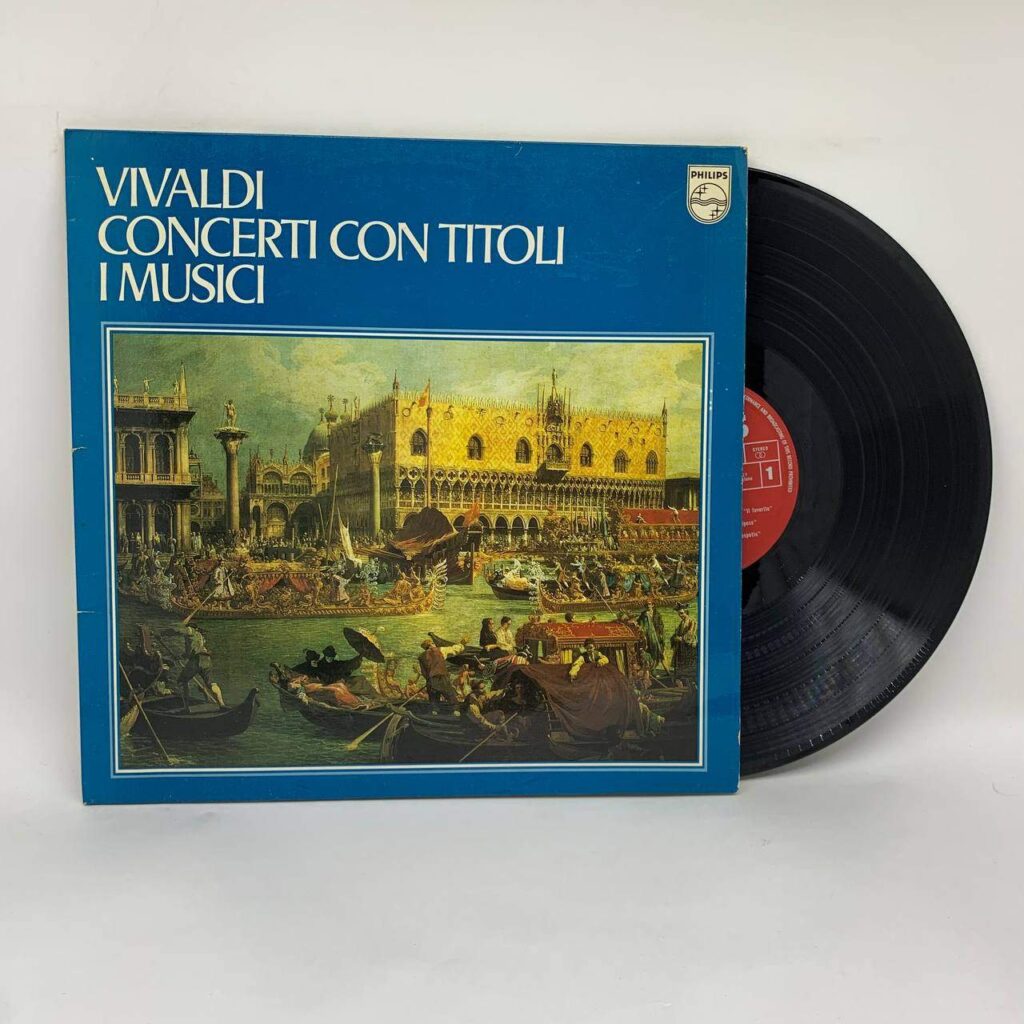 VIVALDI
CONCERTI CON TITOLI
I MUSICI
PHILIPS
STEREO
1
"Il favorito"